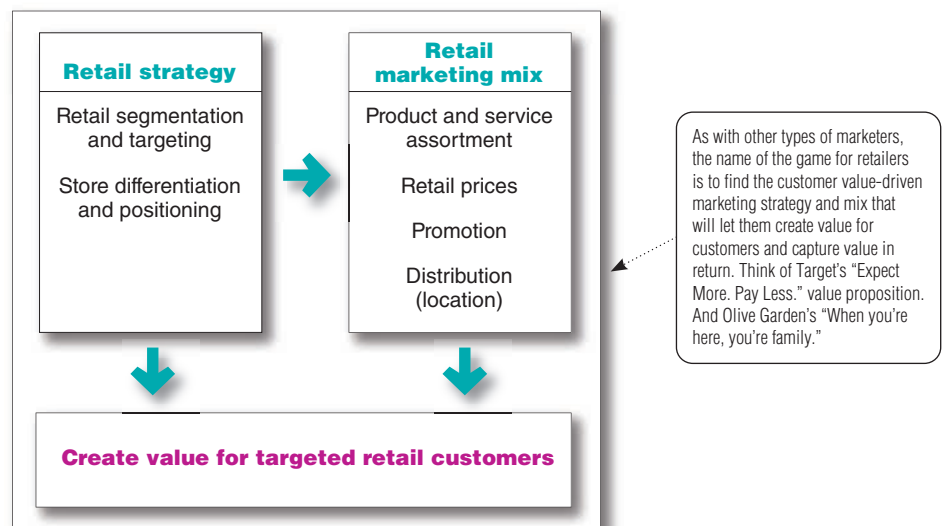 Retail strategy
Retail segmentation
and targeting
Store differentiation
and positioning
Retail
marketing mix
Product and service
assortment
Retail prices
Promotion
Distribution
(location)
Create value for targeted retail customers
As with other types of marketers,
the name of the game for retailers
is to find the customer value-driven
marketing strategy and mix that
will let them create value for
customers and capture value in
return. Think of Target’s “Expect
More. Pay Less.” value proposition.
And Olive Garden’s “When you’re
here, you’re family.”